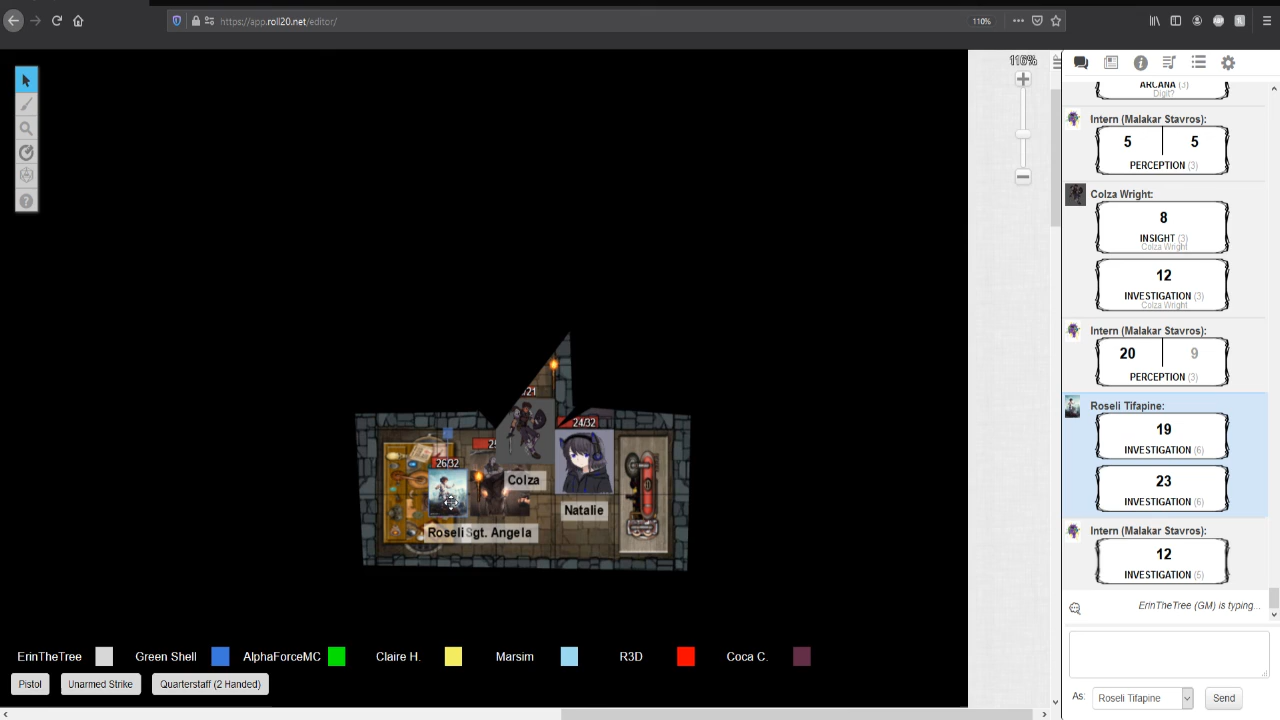 https://app.roll20.net/editor/
110%
116%
ARCANA (3)
Digit?
Intern (Malakar Stavros):
5 5
PERCEPTION (3)
Colza Wright:
8
INSIGHT (3)
Colza Wright
12
INVESTIGATION (3)
Colza Wright
Intern (Malakar Stavros):
20 9
PERCEPTION (3)
Roseli Tifapine:
19
INVESTIGATION (6)
23
INVESTIGATION (6)
Intern (Malakar Stavros):
12
INVESTIGATION (5)
ErinTheTree (GM) is typing...
As: Roseli Tifapine Send
/21
24/32
26/32
Colza
Natalie
Roseli Sgt. Angela
ErinTheTree Green Shell AlphaForceMC Claire H. Marsim R3D Coca C.
Pistol Unarmed Strike Quarterstaff (2 Handed)